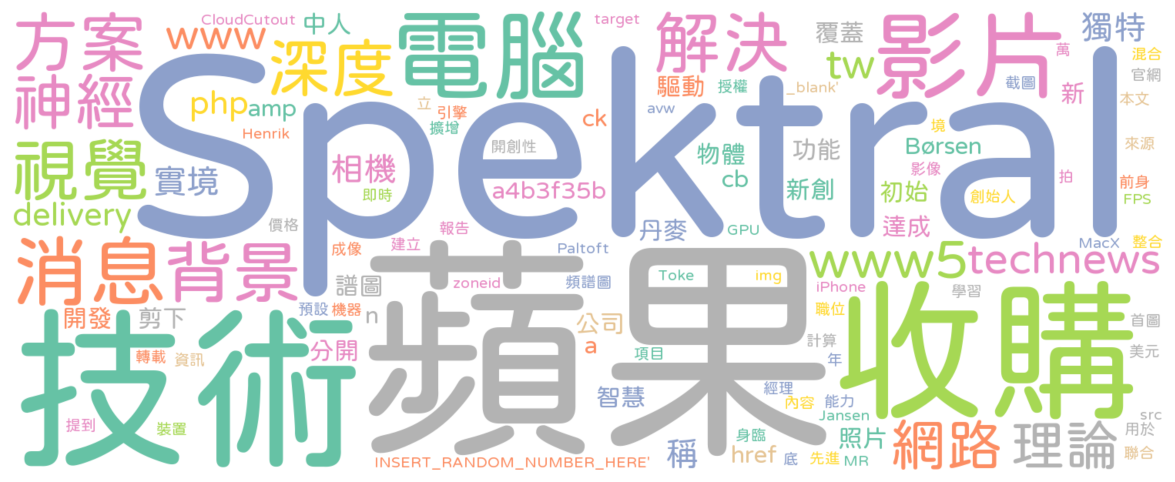 方案
www
CloudCutout
中人
電腦
target
解決
覆蓋
影片
獨特
萬
混合
官網
神經
深度
php
amp
Henrik
立
引擎
擴增
ck
驅動
授權
_blank'
tw
截圖
新
本文
Spektral
視覺
實境
相機
即時
開創性
avw
物體
cb
功能
新創
境
Børsen
影像
初始
創始人
拍
來源
前身
FPS
delivery
a4b3f35b
丹麥
GPU
達成
MacX
整合
消息
背景
價格
成像
建立
報告
Paltoft
譜圖
zoneid
頻譜圖
Toke
img
www5
technews
iPhone
學習
開發
剪下
預設
機器
n
蘋果
公司
a
項目
職位
計算
年
收購
首圖
美元
技術
轉載
資訊
分開
智慧
經理
內容
能力
Jansen
src
提到
裝置
稱
身臨
照片
網路
理論
用於
INSERT_RANDOM_NUMBER_HERE'
href
底
先進
MR
聯合